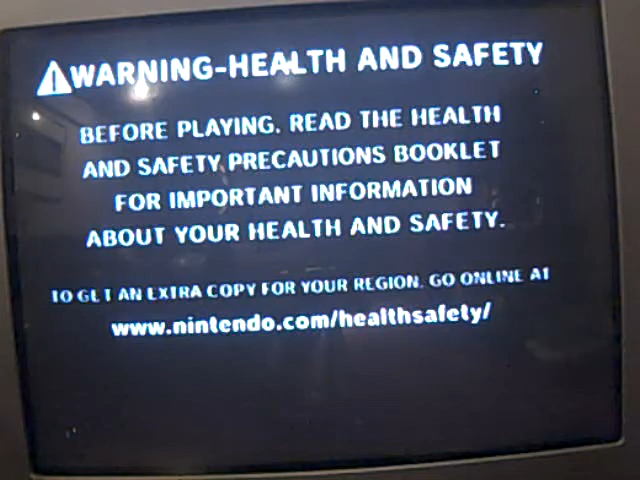 WARNING-HEALTH AND SAFETY
BEFORE PLAYING, READ THE HEALTH
AND SAFETY PRECAUTIONS BOOKLET
FOR IMPORTANT INFORMATION
ABOUT YOUR HEALTH AND SAFETY.
TO GET AN EXTRA COPY FOR YOUR REGION, GO ONLINE AT
www.nintendo.com/healthsafety/